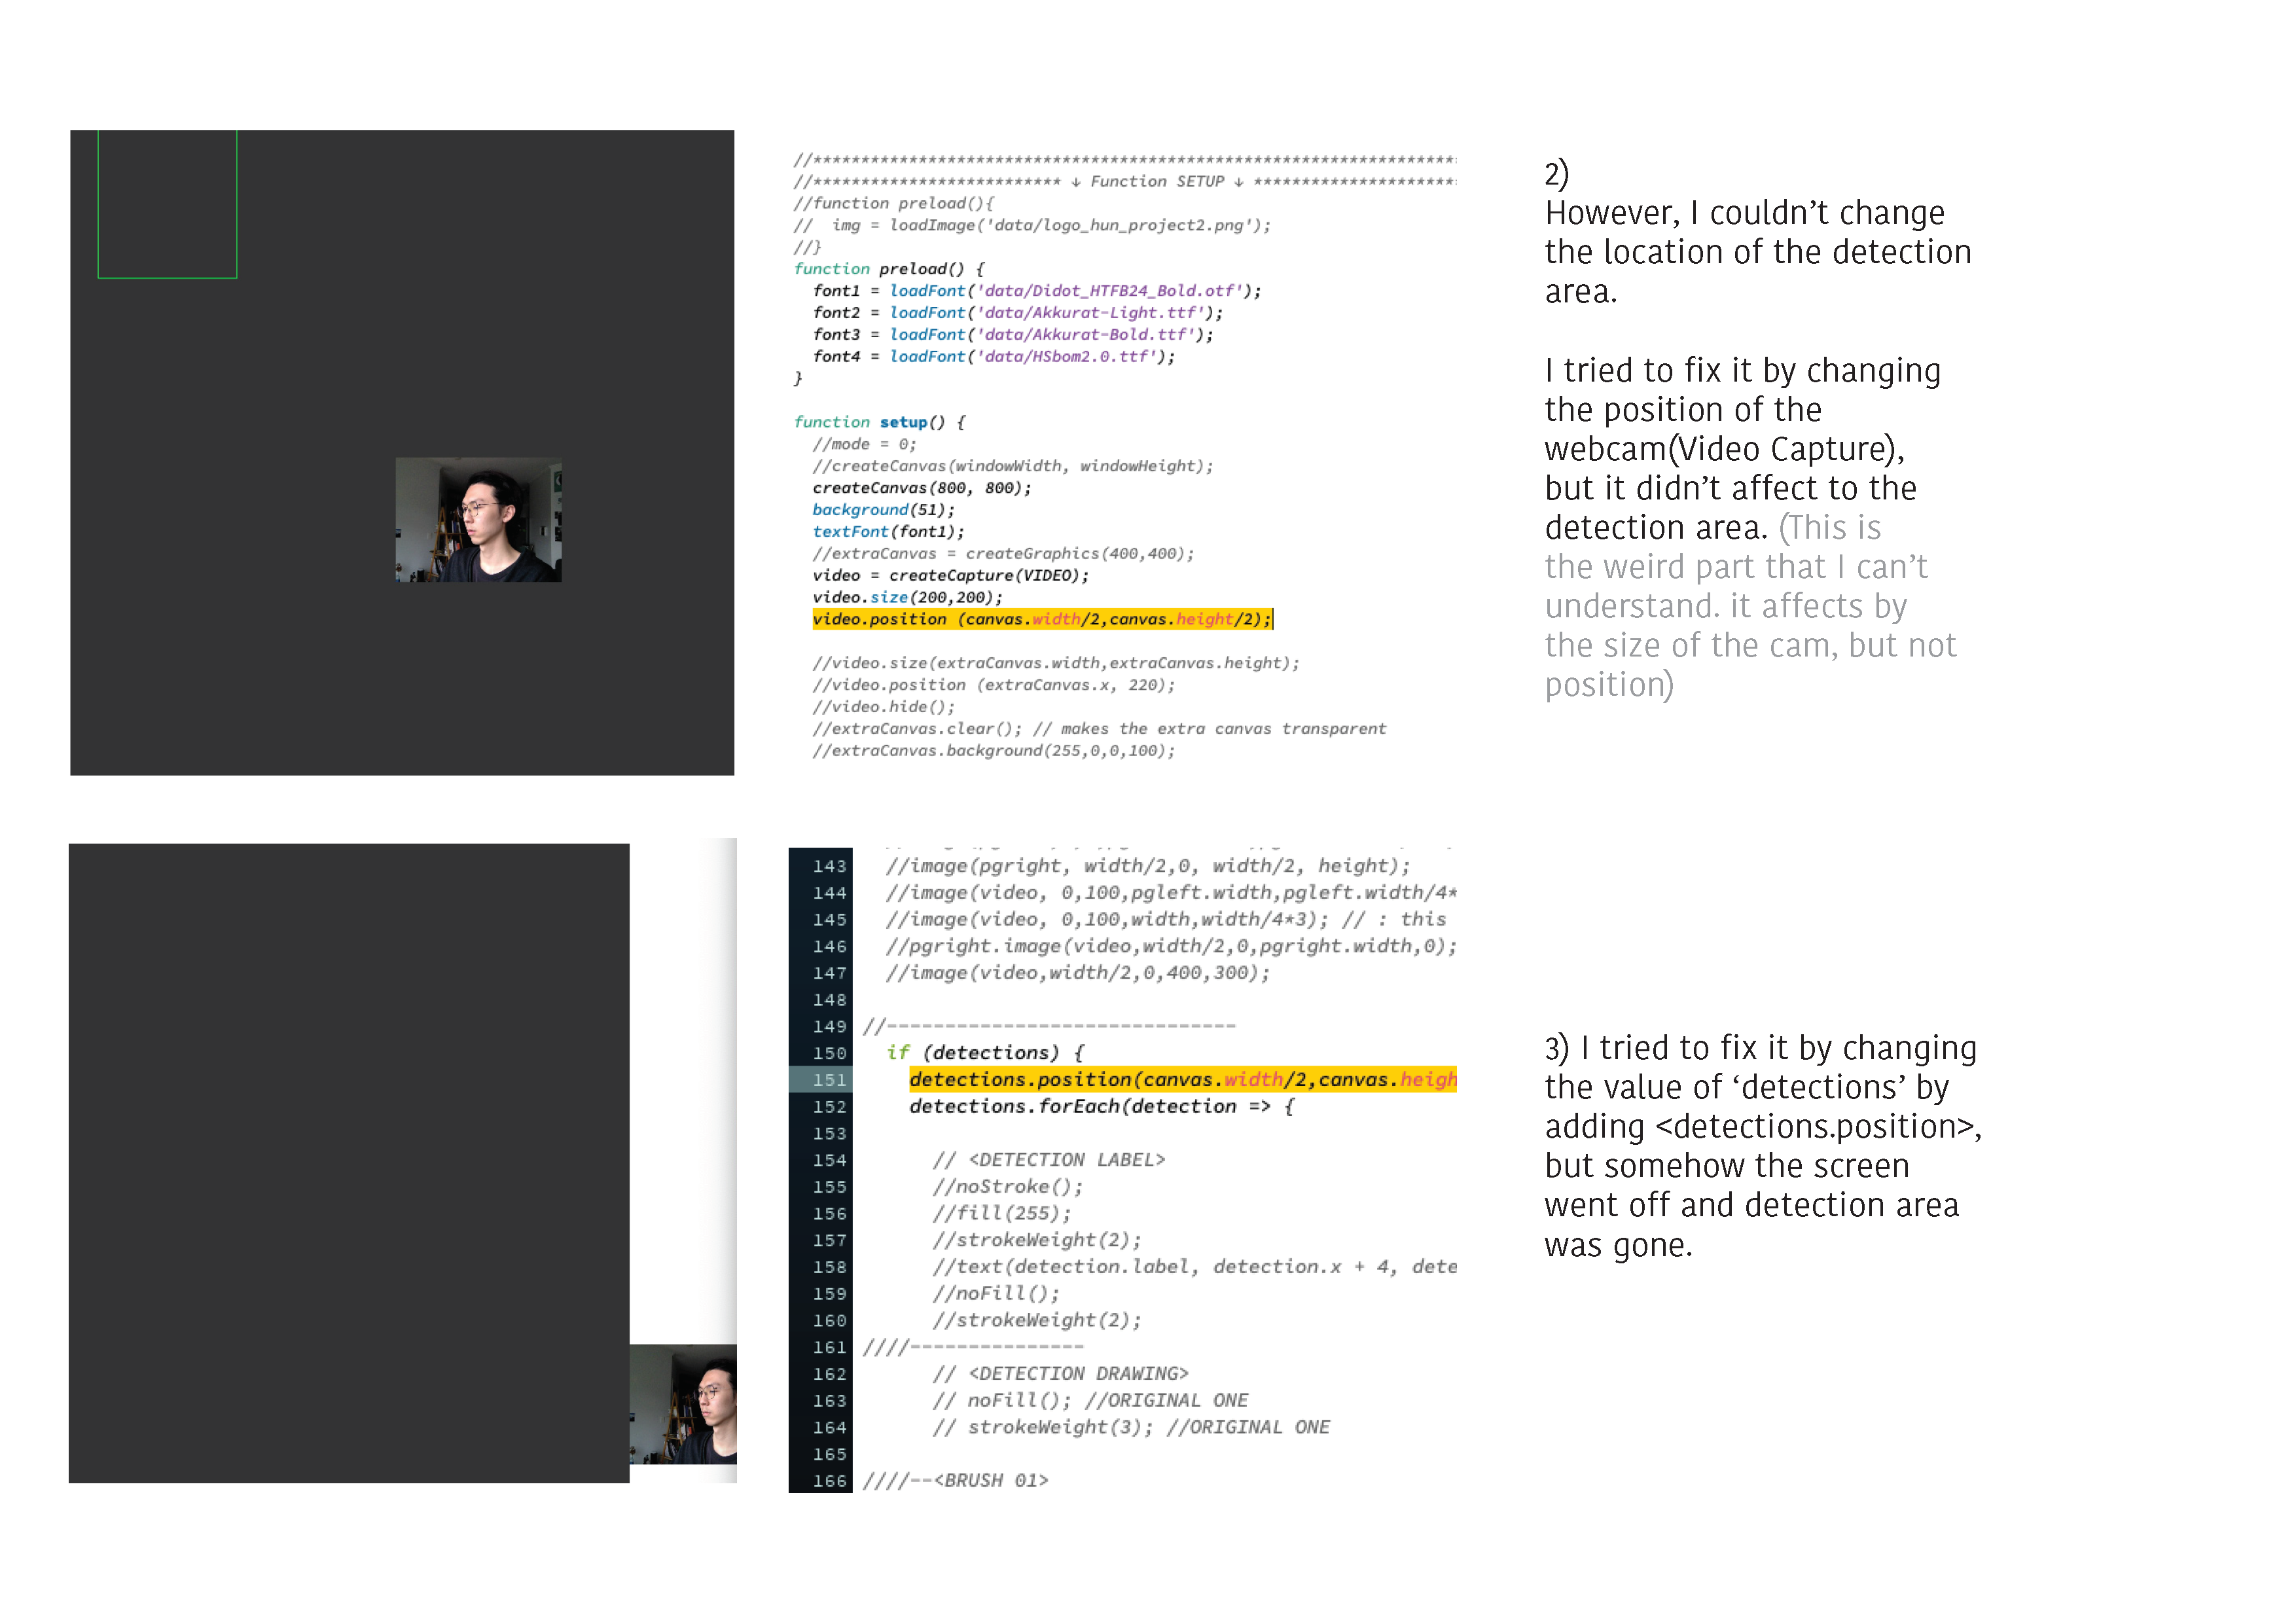 //*******************************************************************
//************************** ↓ Function SETUP ↓ *********************
//function preload(){
//  img = loadImage('data/logo_hun_project2.png');
//}
function preload() {
  font1 = loadFont('data/Didot_HTFB24_Bold.otf');
  font2 = loadFont('data/Akkurat-Light.ttf');
  font3 = loadFont('data/Akkurat-Bold.ttf');
  font4 = loadFont('data/HSbom2.0.ttf');
}
function setup() {
  //mode = 0;
  //createCanvas(windowWidth, windowHeight);
  createCanvas(800, 800);
  background(51);
  textFont(font1);
  //extraCanvas = createGraphics(400,400);
  video = createCapture(VIDEO);
  video.size(200,200);
  video.position (canvas.width/2,canvas.height/2);
  //video.size(extraCanvas.width,extraCanvas.height);
  //video.position (extraCanvas.x, 220);
  //video.hide();
  //extraCanvas.clear(); // makes the extra canvas transparent
  //extraCanvas.background(255,0,0,100);
2)
However, I couldn’t change
the location of the detection
area.
I tried to fix it by changing
the position of the
webcam(Video Capture),
but it didn’t affect to the
detection area. (This is
the weird part that I can’t
understand. it affects by
the size of the cam, but not
position)
143 //image(pgright, width/2,0, width/2, height);
144 //image(video, 0,100,pgleft.width,pgleft.width/4*
145 //image(video, 0,100,width,width/4*3); // : this
146 //pgright.image(video,width/2,0,pgright.width,0);
147 //image(video,width/2,0,400,300);
148
149 //------------------------------
150 if (detections) {
151 detections.position(canvas.width/2,canvas.heigh
152 detections.forEach(detection => {
153
154 // <DETECTION LABEL>
155 //noStroke();
156 //fill(255);
157 //strokeWeight(2);
158 //text(detection.label, detection.x + 4, dete
159 //noFill();
160 //strokeWeight(2);
161 ////---------------
162 // <DETECTION DRAWING>
163 // noFill(); //ORIGINAL ONE
164 // strokeWeight(3); //ORIGINAL ONE
165
166 ////--<BRUSH 01>
3) I tried to fix it by changing
the value of ‘detections’ by
adding <detections.position>,
but somehow the screen
went off and detection area
was gone.